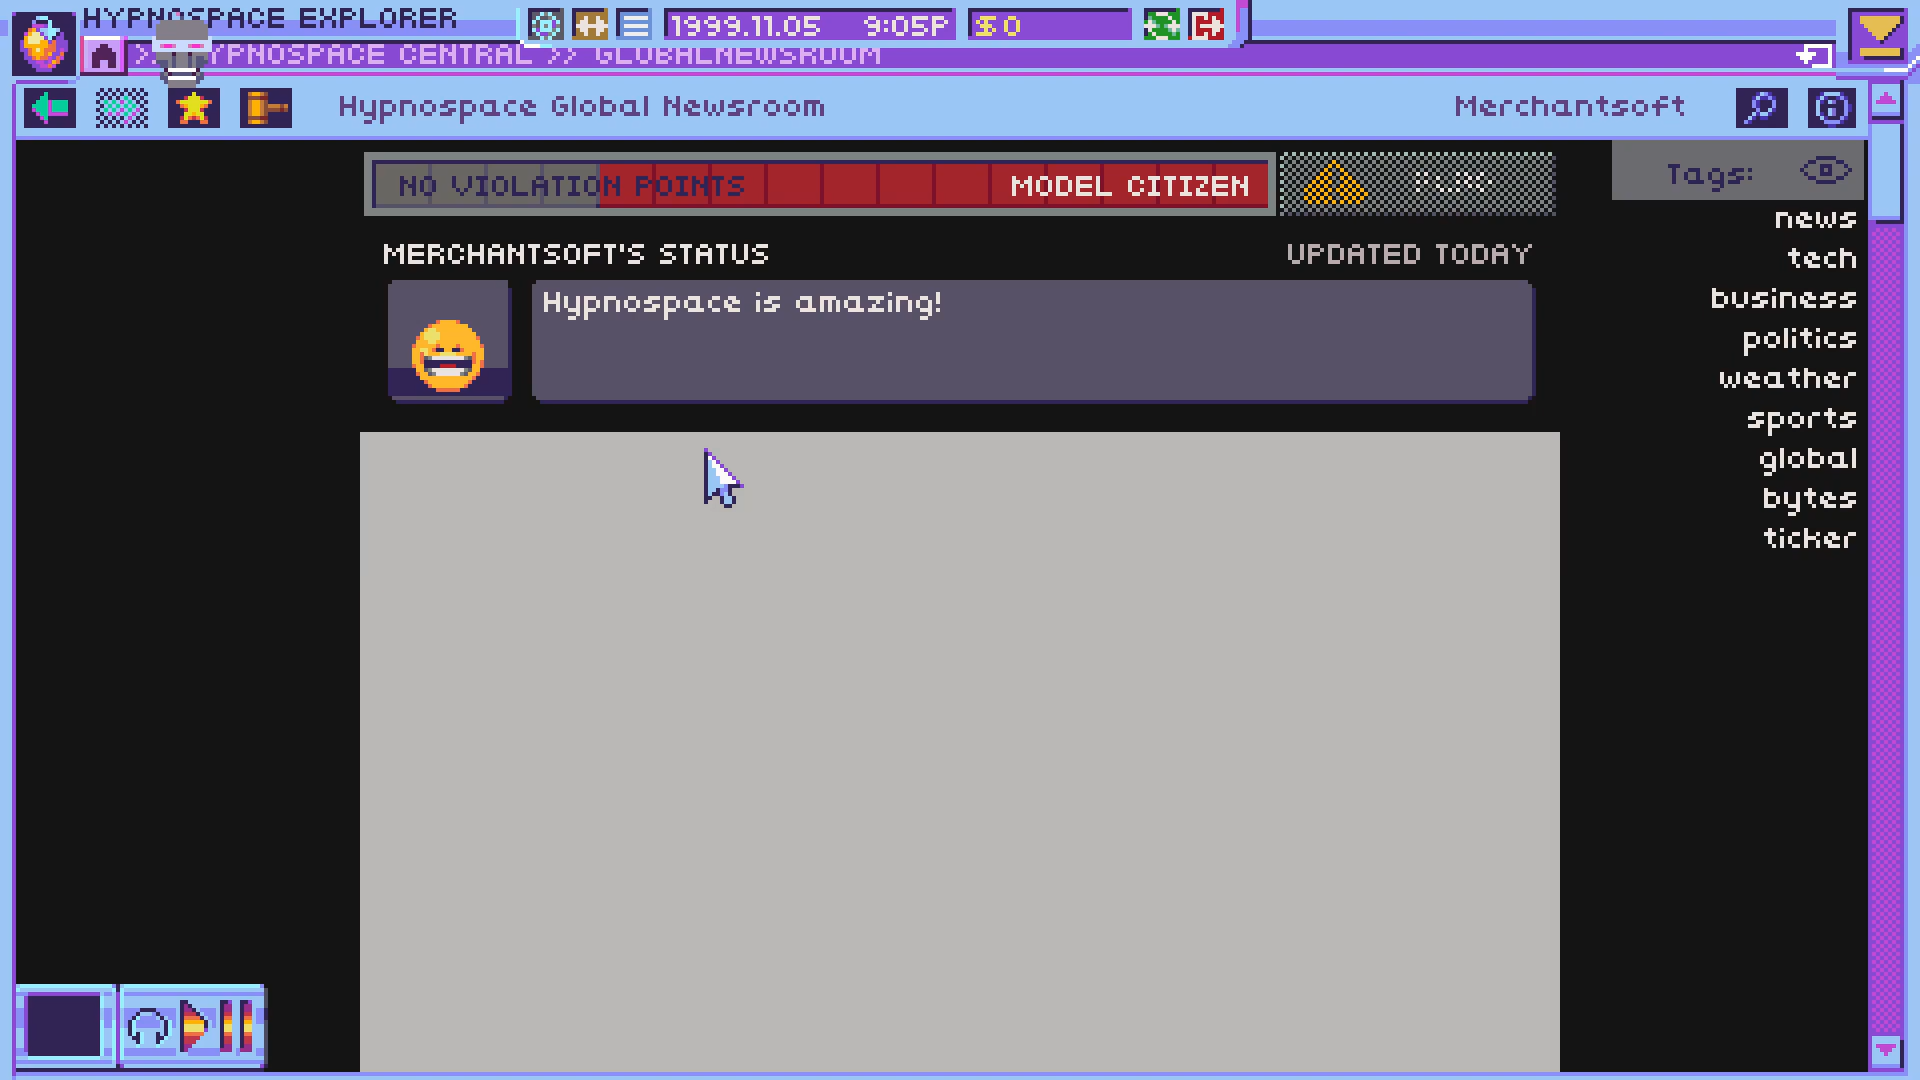 HYPNOSPACE EXPLORER
1999.11.05 9:05P
0
HYPNOSPACE CENTRAL >> GLOBALNEWSROOM
Hypnospace Global Newsroom
Merchantsoft
NO VIOLATION POINTS
MODEL CITIZEN
Tags:
news
tech
business
politics
weather
sports
global
bytes
ticker
MERCHANTSOFT'S STATUS
UPDATED TODAY
Hypnospace is amazing!